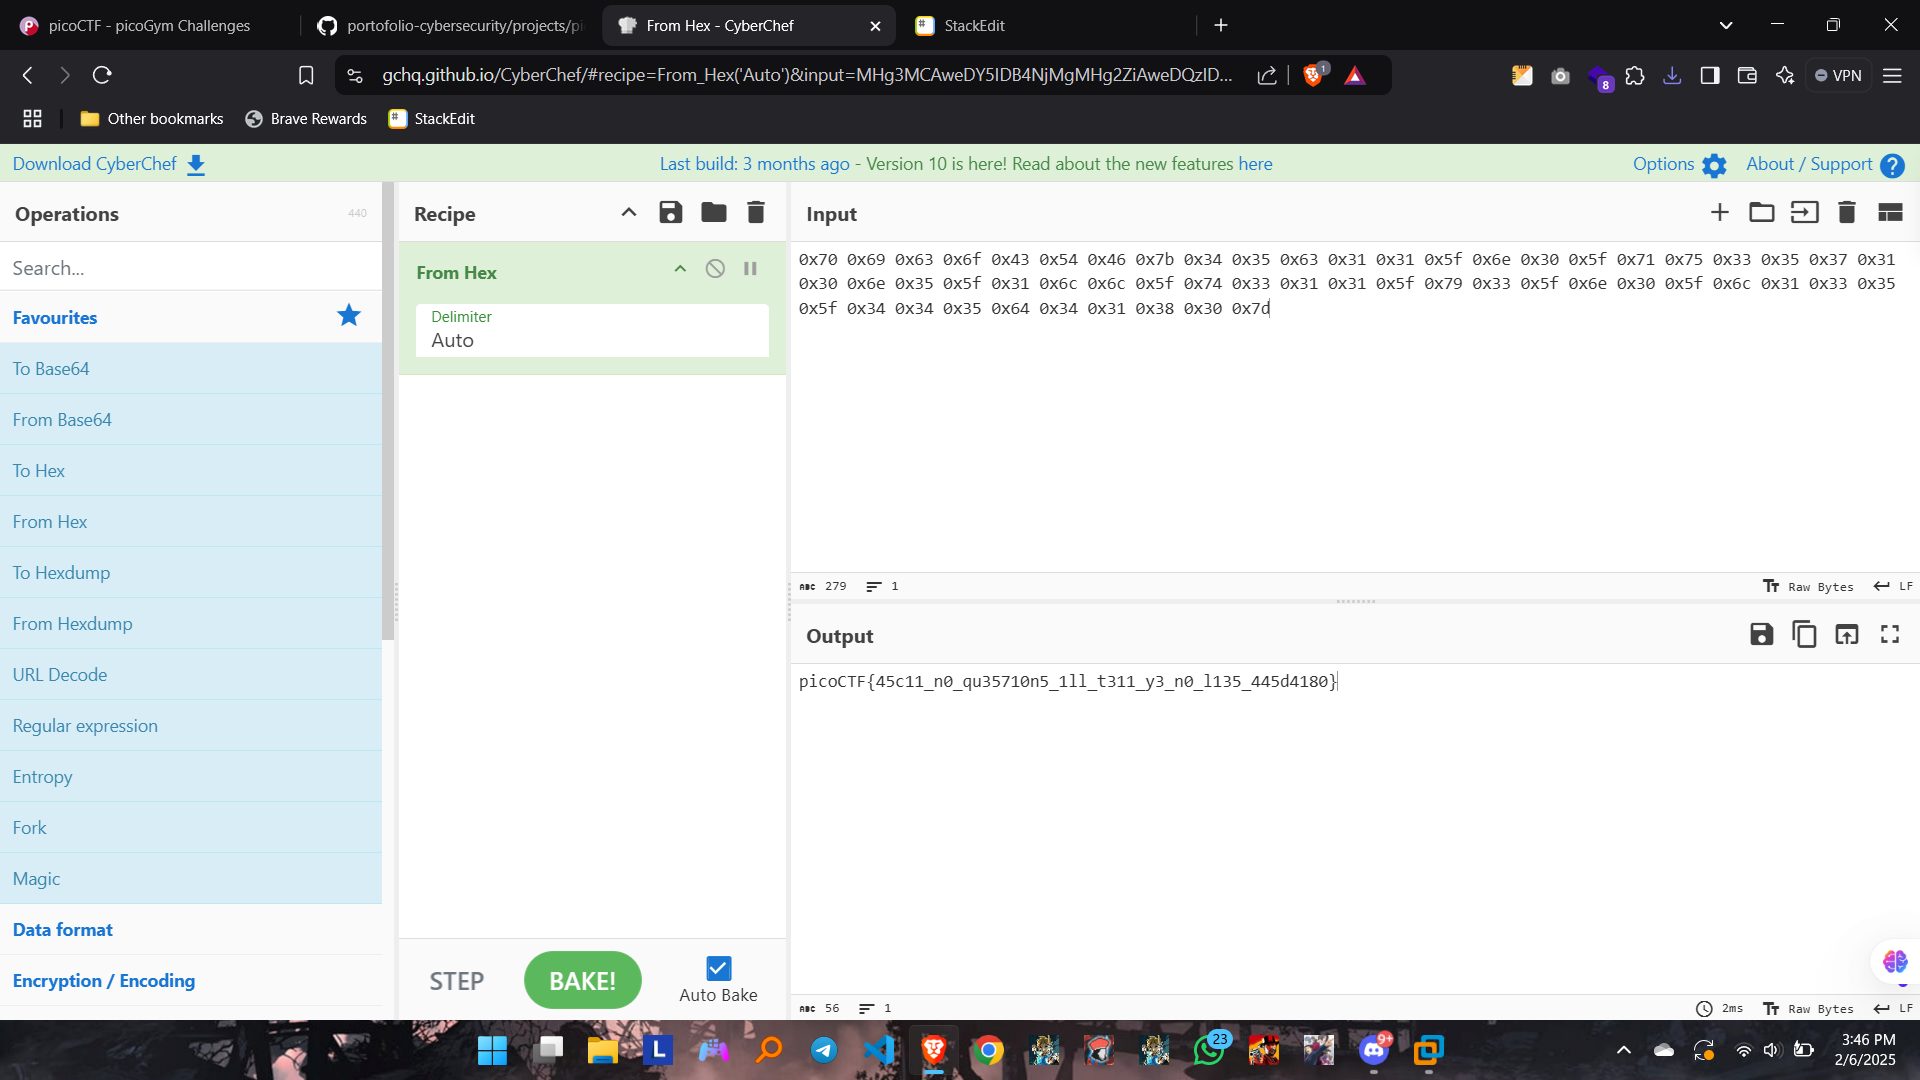 picoCTF - picoGym Challenges
portofolio-cybersecurity/projects/pi
From Hex - CyberChef
StackEdit
gchq.github.io/CyberChef/#recipe=From_Hex('Auto')&input=MHg3MCAweDY5IDB4NjMgMHg2ZiAweDQzID...
1
8
VPN
Other bookmarks
Brave Rewards
StackEdit
Download CyberChef
Last build: 3 months ago - Version 10 is here! Read about the new features here
Options
About / Support
Operations
440
Search...
Favourites
To Base64
From Base64
To Hex
From Hex
To Hexdump
From Hexdump
URL Decode
Regular expression
Entropy
Fork
Magic
Data format
Encryption / Encoding
Recipe
From Hex
Delimiter
Auto
STEP
BAKE!
Auto Bake
Input
0x70 0x69 0x63 0x6f 0x43 0x54 0x46 0x7b 0x34 0x35 0x63 0x31 0x31 0x5f 0x6e 0x30 0x5f 0x71 0x75 0x33 0x35 0x37 0x31
0x30 0x6e 0x35 0x5f 0x31 0x6c 0x6c 0x5f 0x74 0x33 0x31 0x31 0x5f 0x79 0x33 0x5f 0x6e 0x30 0x5f 0x6c 0x31 0x33 0x35
0x5f 0x34 0x34 0x35 0x64 0x34 0x31 0x38 0x30 0x7d
ABC 279
1
Tт Raw Bytes
LF
Output
picoCTF{45c11_n0_qu35710n5_1ll_t311_y3_n0_l135_445d4180}
ABC 56
1
2ms
Tт Raw Bytes
LF
L
23
9+
3:46 PM
2/6/2025